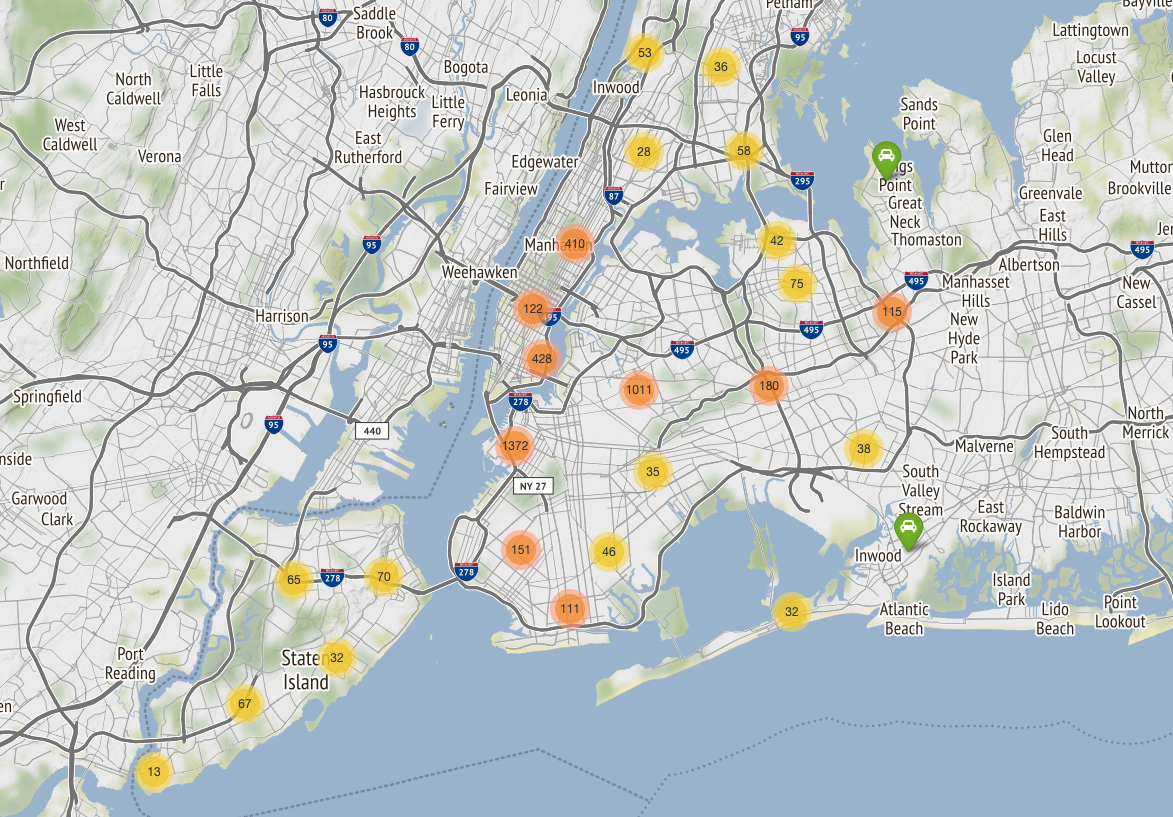 Pelham
Bayville
80
Saddle
Brook
95
80
Lattingtown
53
36
Bogota
Locust
Valley
North
Caldwell
Little
Falls
Inwood
Leonia
Hasbrouck
Heights
Little
Ferry
Sands
Point
West
Caldwell
East
Rutherford
Glen
Head
Verona
28
58
Edgewater
Mutton
Fairview
87
295
Point
Greenvale
Brookville
Great
Neck
East
Hills
95
410
42
Thomaston
495
Northfield
Weehawken
75
495
Albertson
Manhasset
Hills
New
Cassel
Harrison
122
115
New
Hyde
Park
95
495
495
428
Springfield
1011
180
278
95
440
1372
38
North
Merrick
Malverne
South
Hempstead
35
South
Valley
Stream
NY 27
Garwood
Clark
East
Rockaway
Baldwin
Harbor
151
46
Inwood
65
278
70
278
Island
Park
111
32
Atlantic
Beach
Lido
Beach
Point
Lookout
Port
Reading
32
Staten
Island
67
13